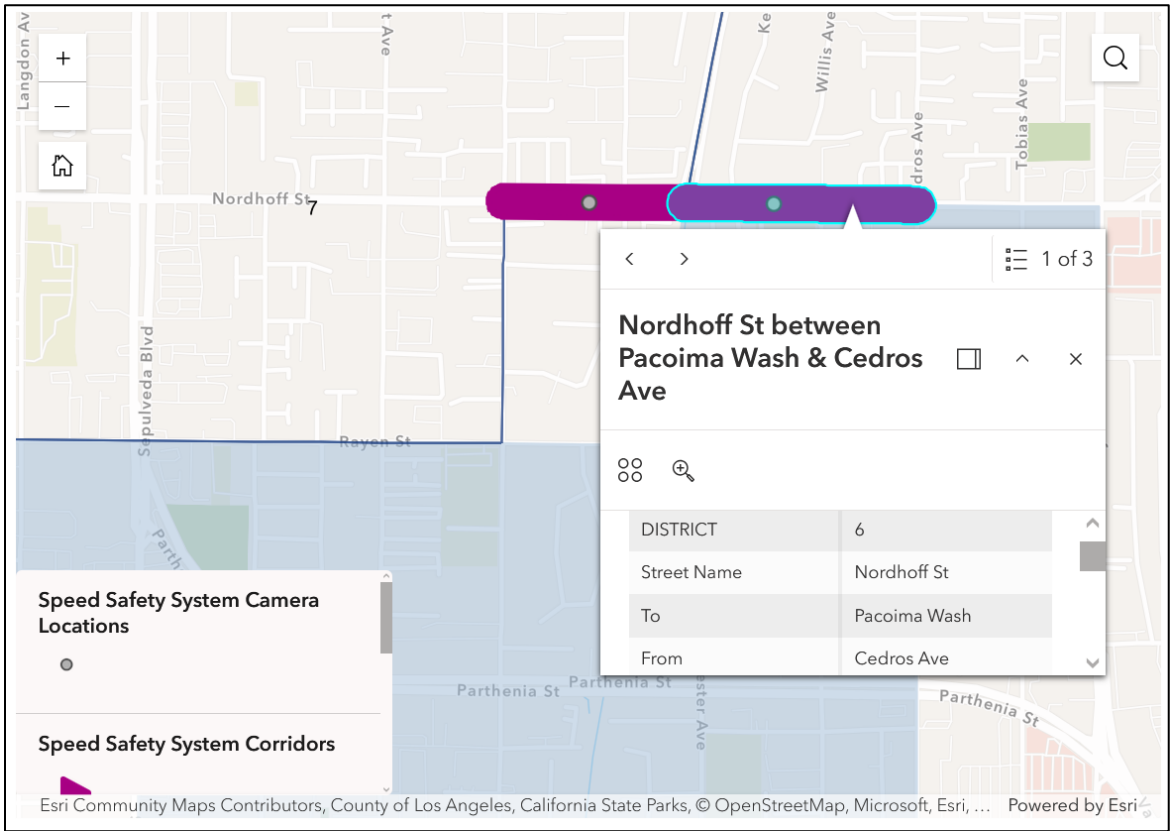 Langdon Av
t Ave
Ke
Willis Ave
Tobias Ave
dros Ave
+
−
Nordhoff St
7
1 of 3
Nordhoff St between
Pacoima Wash & Cedros
Ave
Sepulveda Blvd
Rayen St
DISTRICT 6
Street Name Nordhoff St
To Pacoima Wash
From Cedros Ave
Parth
Speed Safety System Camera
Locations
Parthenia St
Parthenia St
ester Ave
Parthenia St
Speed Safety System Corridors
Esri Community Maps Contributors, County of Los Angeles, California State Parks, © OpenStreetMap, Microsoft, Esri, … Powered by Esri